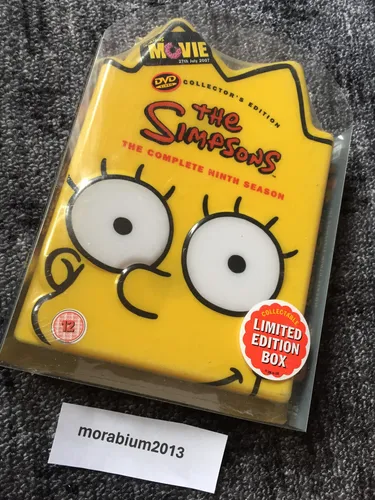 THE
MOVIE
27th July 2007
DVD
COLLECTOR'S EDITION
THE
SIMPSONS
THE COMPLETE NINTH SEASON
12
COLLECTABLE
LIMITED
EDITION
BOX
morabium2013